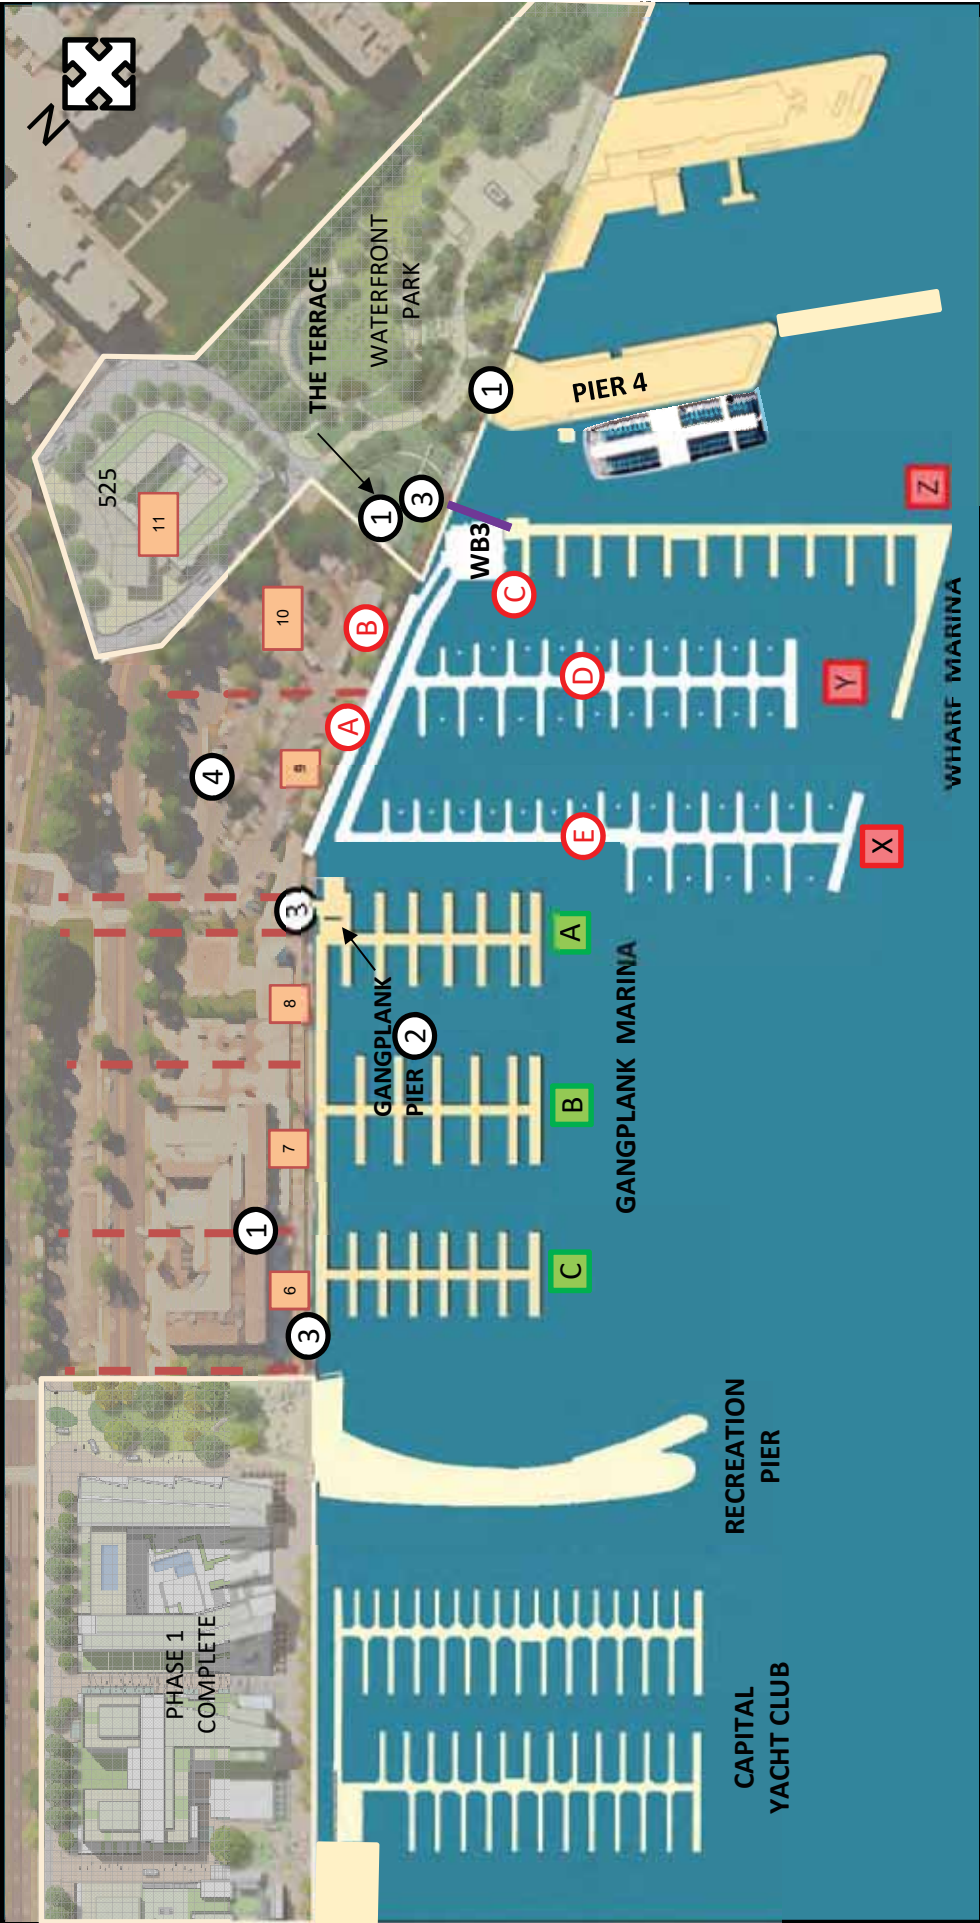 N
525
11
THE TERRACE
WATERFRONT
PARK
1
3
1
PIER 4
WB3
Z
10
B
C
A
D
Y
WHARF MARINA
4
9
E
X
3
A
8
GANGPLANK
PIER
2
GANGPLANK MARINA
B
7
1
6
3
C
RECREATION
PIER
PHASE 1
COMPLETE
CAPITAL
YACHT CLUB